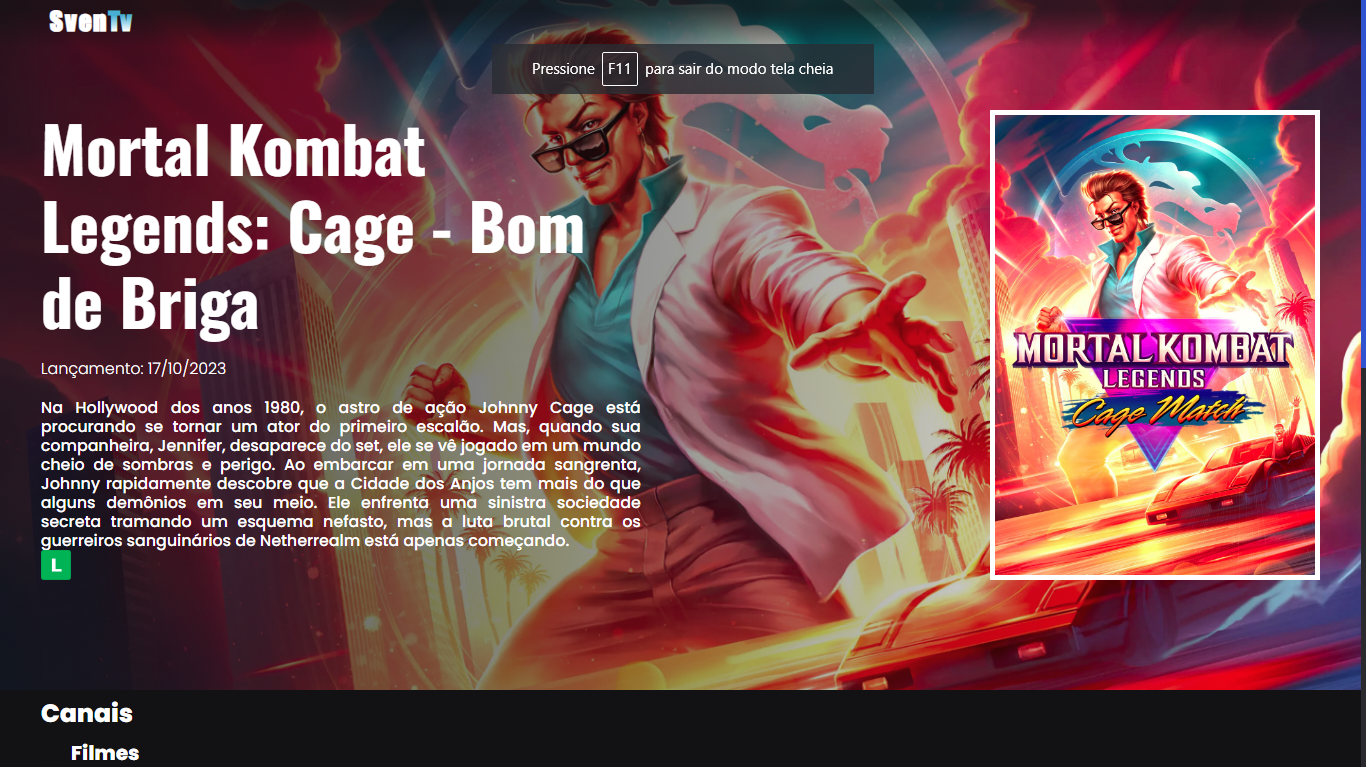 SvenTv
Pressione F11 para sair do modo tela cheia
Mortal Kombat
Legends: Cage - Bom
de Briga
Lançamento: 17/10/2023
Na Hollywood dos anos 1980, o astro de ação Johnny Cage está
procurando se tornar um ator do primeiro escalão. Mas, quando sua
companheira, Jennifer, desaparece do set, ele se vê jogado em um mundo
cheio de sombras e perigo. Ao embarcar em uma jornada sangrenta,
Johnny rapidamente descobre que a Cidade dos Anjos tem mais do que
alguns demônios em seu meio. Ele enfrenta uma sinistra sociedade
secreta tramando um esquema nefasto, mas a luta brutal contra os
guerreiros sanguinários de Netherrealm está apenas começando.
L
MORTAL KOMBAT
LEGENDS
Cage Match
Canais
Filmes